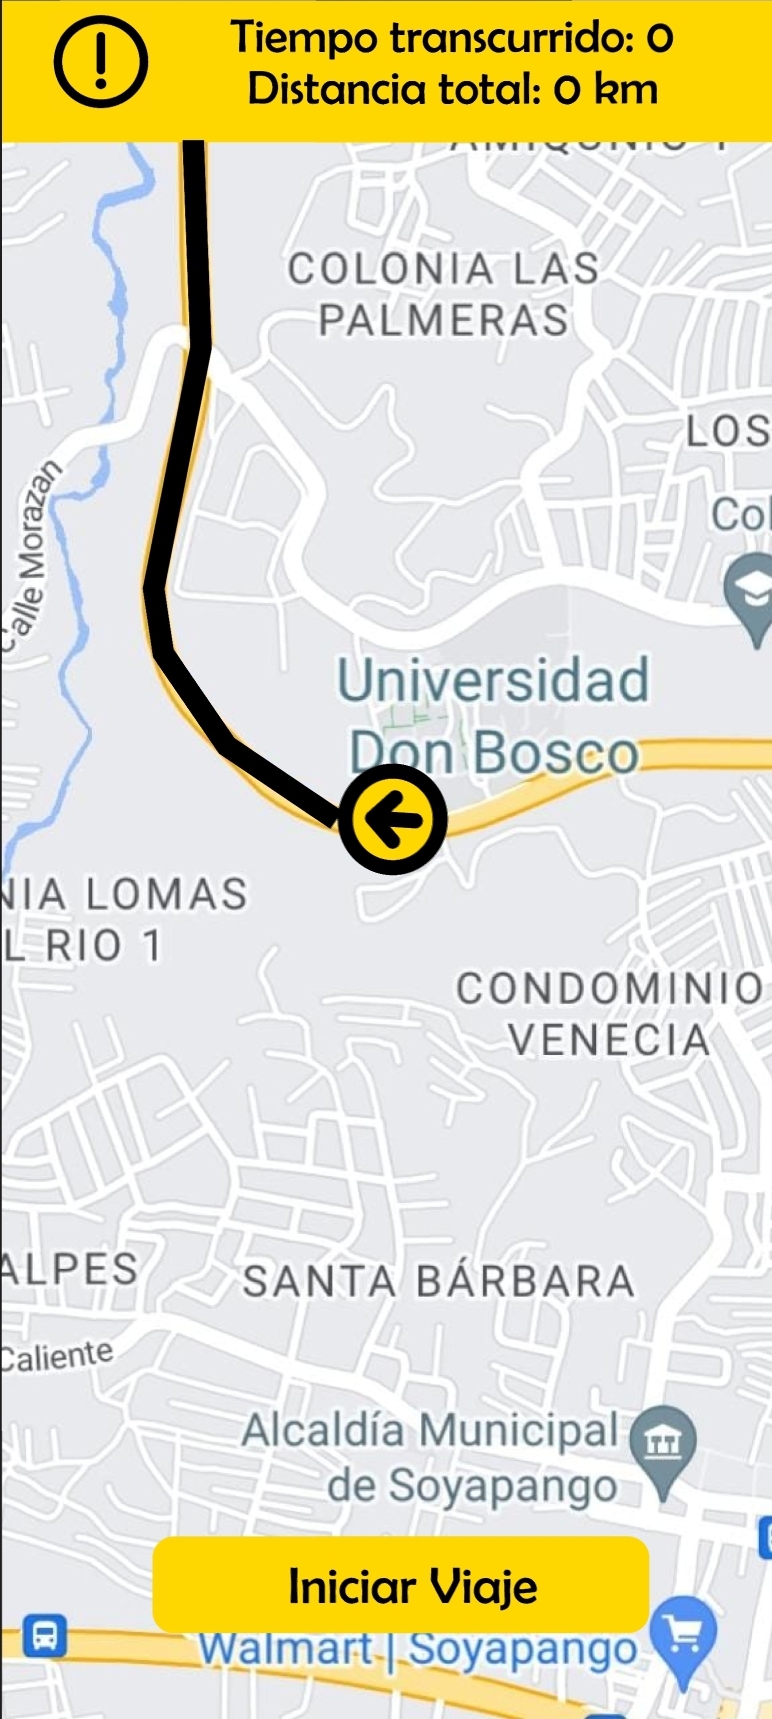 Tiempo transcurrido: 0
Distancia total: 0 km
COLONIA LAS
PALMERAS
LOS
Col
Calle Morazan
Universidad
Don Bosco
NIA LOMAS
L RIO 1
CONDOMINIO
VENECIA
ALPES
SANTA BÁRBARA
Caliente
Alcaldía Municipal
de Soyapango
Iniciar Viaje
Walmart | Soyapango